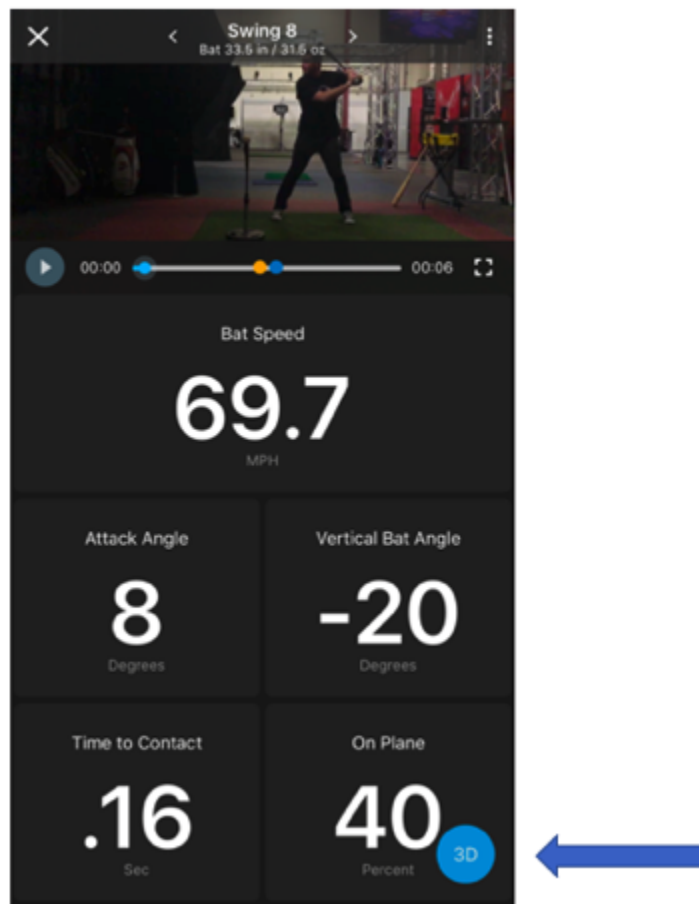 Swing 8
Bat 33.5 in / 31.5 oz
00:00
00:06
Bat Speed
69.7
MPH
Attack Angle
8
Degrees
Vertical Bat Angle
-20
Degrees
Time to Contact
.16
Sec
On Plane
40
Percent
3D